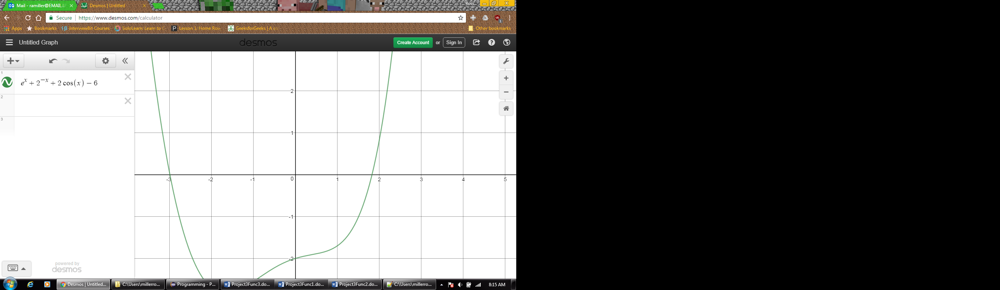 Mail - ramiller@EMAIL.U
Desmos | Untitled
Ross
Secure | https://www.desmos.com/calculator
Apps Bookmarks InterviewBit Courses SoloLearn: Learn to C Lesson 1: Home Row GeeksforGeeks | A co Other bookmarks
Untitled Graph
desmos
Create Account or Sign In
1
e^x + 2^{-x} + 2 cos(x) − 6
2
3
2
1
-3 -2 -1 0 1 2 3 4 5
-1
-2
powered by
desmos
Desmos | Untitled... C:\Users\millerro... Programming - P... Project3Func3.do... Project3Func1.do... Project3Func2.do... C:\Users\millerro... 8:15 AM